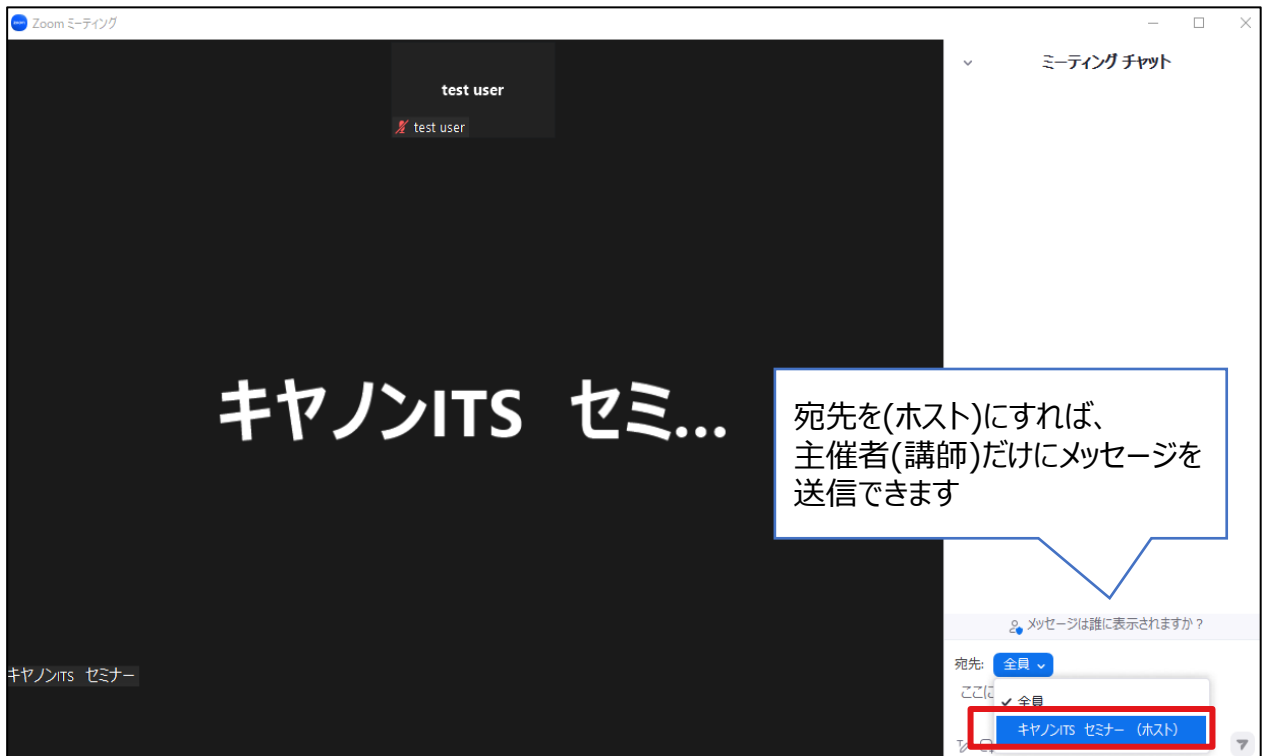 Zoom ミーティング
test user
test user
キヤノンITS セミ...
キヤノンITS セミナー
ミーティング チャット
宛先を(ホスト)にすれば、
主催者(講師)だけにメッセージを
送信できます
メッセージは誰に表示されますか？
宛先: 全員
ここに
全員
キヤノンITS セミナー （ホスト）